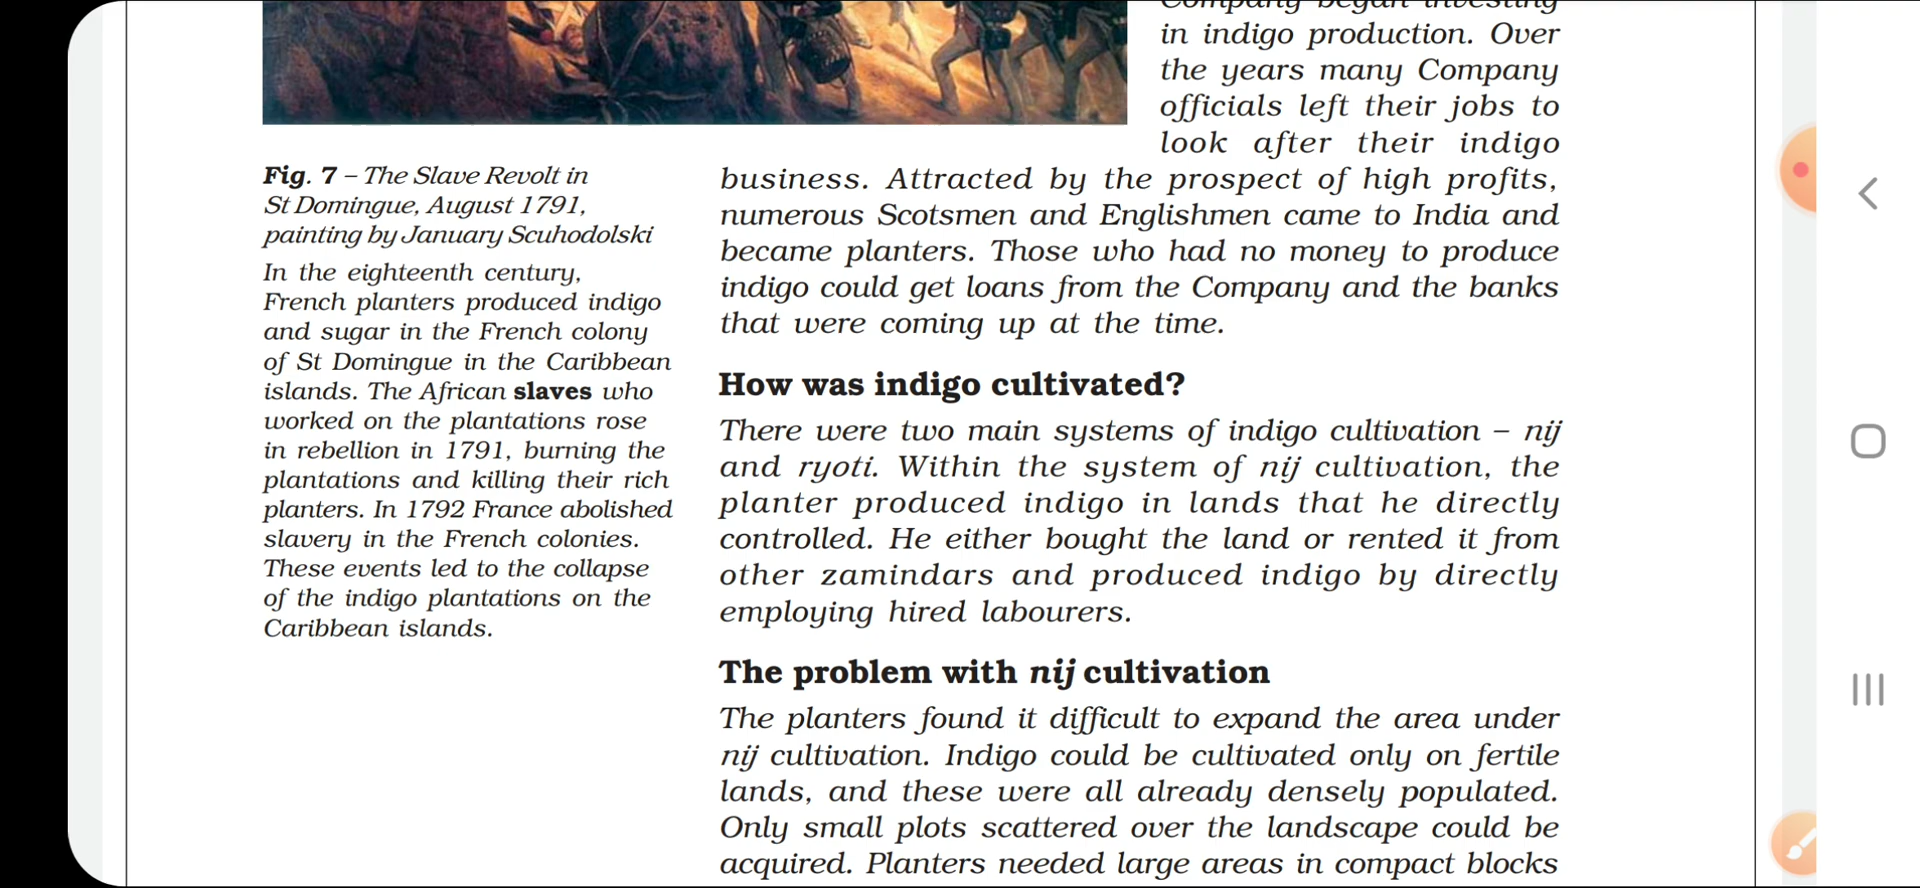 Company began investing
in indigo production. Over
the years many Company
officials left their jobs to
look after their indigo
business. Attracted by the prospect of high profits,
numerous Scotsmen and Englishmen came to India and
became planters. Those who had no money to produce
indigo could get loans from the Company and the banks
that were coming up at the time.
How was indigo cultivated?
There were two main systems of indigo cultivation – nij
and ryoti. Within the system of nij cultivation, the
planter produced indigo in lands that he directly
controlled. He either bought the land or rented it from
other zamindars and produced indigo by directly
employing hired labourers.
The problem with nij cultivation
The planters found it difficult to expand the area under
nij cultivation. Indigo could be cultivated only on fertile
lands, and these were all already densely populated.
Only small plots scattered over the landscape could be
acquired. Planters needed large areas in compact blocks
Fig. 7 – The Slave Revolt in
St Domingue, August 1791,
painting by January Scuhodolski
In the eighteenth century,
French planters produced indigo
and sugar in the French colony
of St Domingue in the Caribbean
islands. The African slaves who
worked on the plantations rose
in rebellion in 1791, burning the
plantations and killing their rich
planters. In 1792 France abolished
slavery in the French colonies.
These events led to the collapse
of the indigo plantations on the
Caribbean islands.